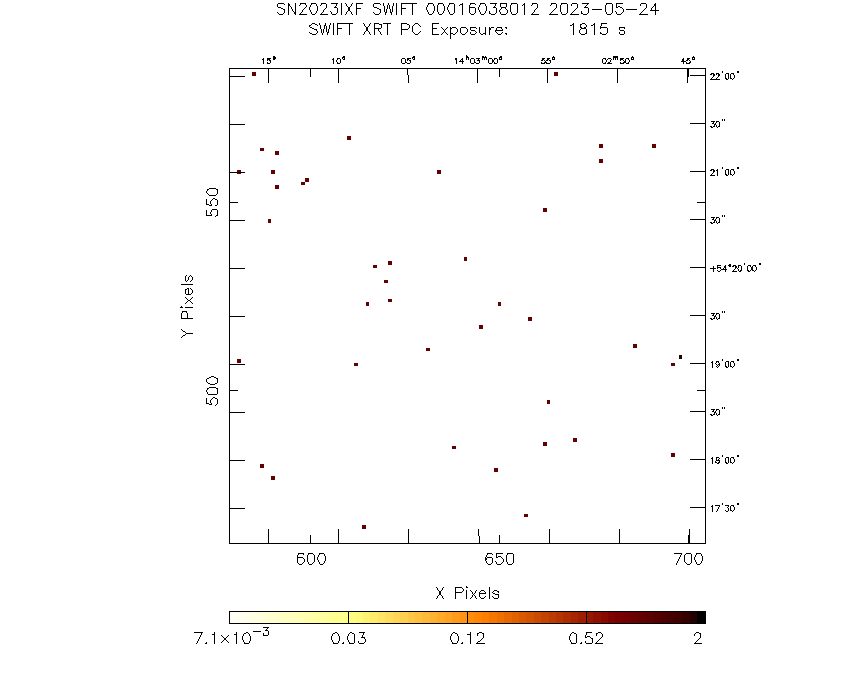 SN2023IXF SWIFT 00016038012 2023-05-24
SWIFT XRT PC Exposure: 1815 s
15ˢ 10ˢ 05ˢ 14ʰ03ᵐ00ˢ 55ˢ 02ᵐ50ˢ 45ˢ
22'00"
30"
21'00"
30"
+54°20'00"
30"
19'00"
30"
18'00"
17'30"
550
500
Y Pixels
600 650 700
X Pixels
7.1×10⁻³ 0.03 0.12 0.52 2